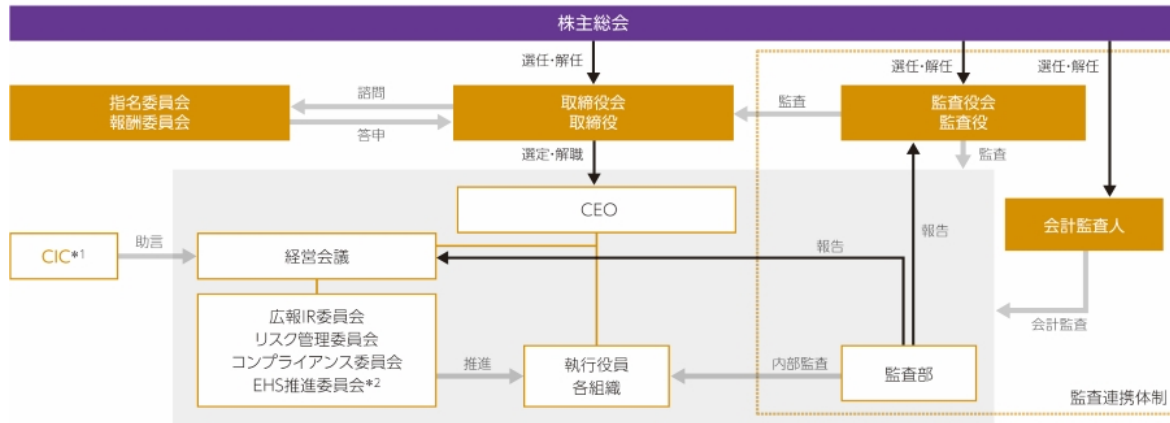 株主総会
選任・解任
選任・解任
選任・解任
指名委員会
報酬委員会
諮問
答申
取締役会
取締役
監査
監査役会
監査役
選定・解職
監査
CEO
会計監査人
CIC*1
助言
経営会議
報告
報告
広報IR委員会
リスク管理委員会
コンプライアンス委員会
EHS推進委員会*2
推進
執行役員
各組織
内部監査
監査部
会計監査
監査連携体制